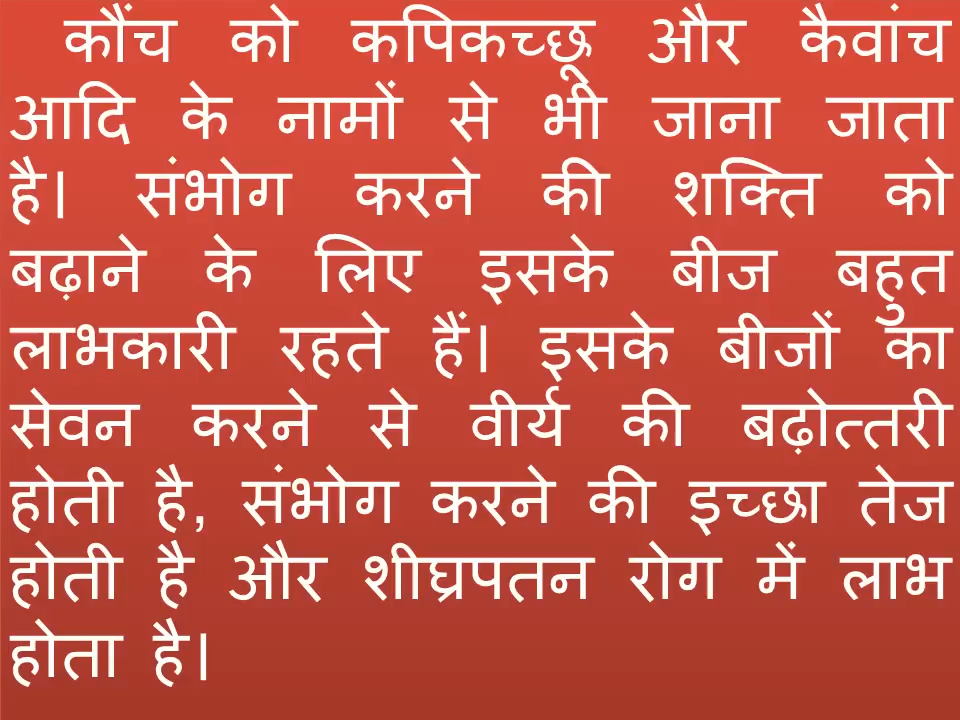 कौंच को कपिकच्छू और कैवांच
आदि के नामों से भी जाना जाता
है। संभोग करने की शक्ति को
बढ़ाने के लिए इसके बीज बहुत
लाभकारी रहते हैं। इसके बीजों का
सेवन करने से वीर्य की बढ़ोत्तरी
होती है, संभोग करने की इच्छा तेज
होती है और शीघ्रपतन रोग में लाभ
होता है।